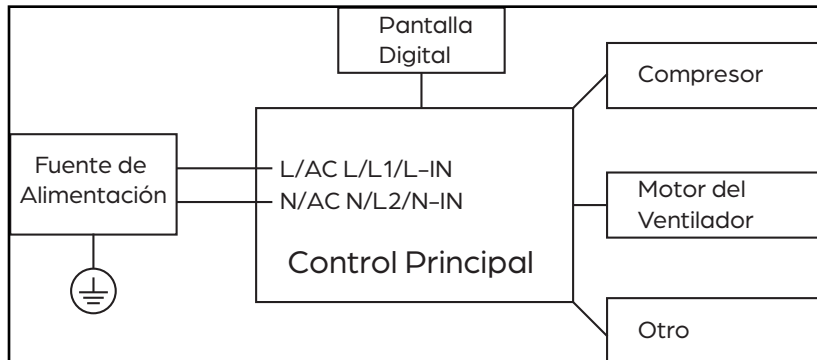 Pantalla
Digital
Compresor
Fuente de
Alimentación
L/AC L/L1/L-IN
N/AC N/L2/N-IN
Control Principal
Motor del
Ventilador
Otro